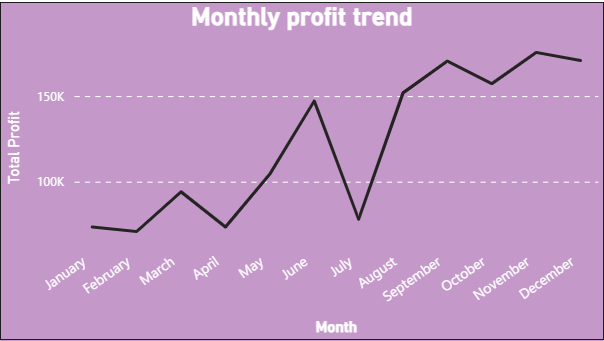 Monthly profit trend
Total Profit
150K
100K
January
February
March
April
May
June
July
August
September
October
November
December
Month